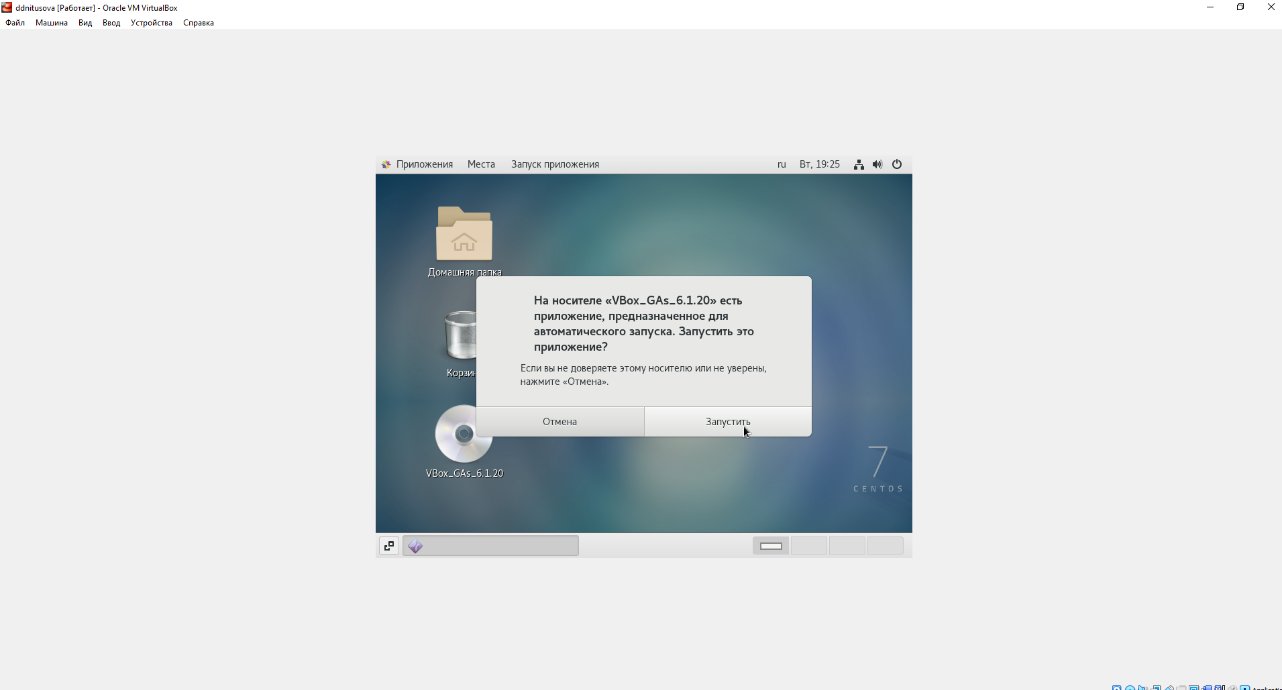 ddnitusova [Работает] - Oracle VM VirtualBox
Файл Машина Вид Ввод Устройства Справка
Приложения Места Запуск приложения ru Вт, 19:25
Домашняя папка
На носителе «VBox_GAs_6.1.20» есть
приложение, предназначенное для
автоматического запуска. Запустить это
приложение?
Если вы не доверяете этому носителю или не уверены,
нажмите «Отмена».
Отмена Запустить
VBox_GAs_6.1.20
7
CENTOS